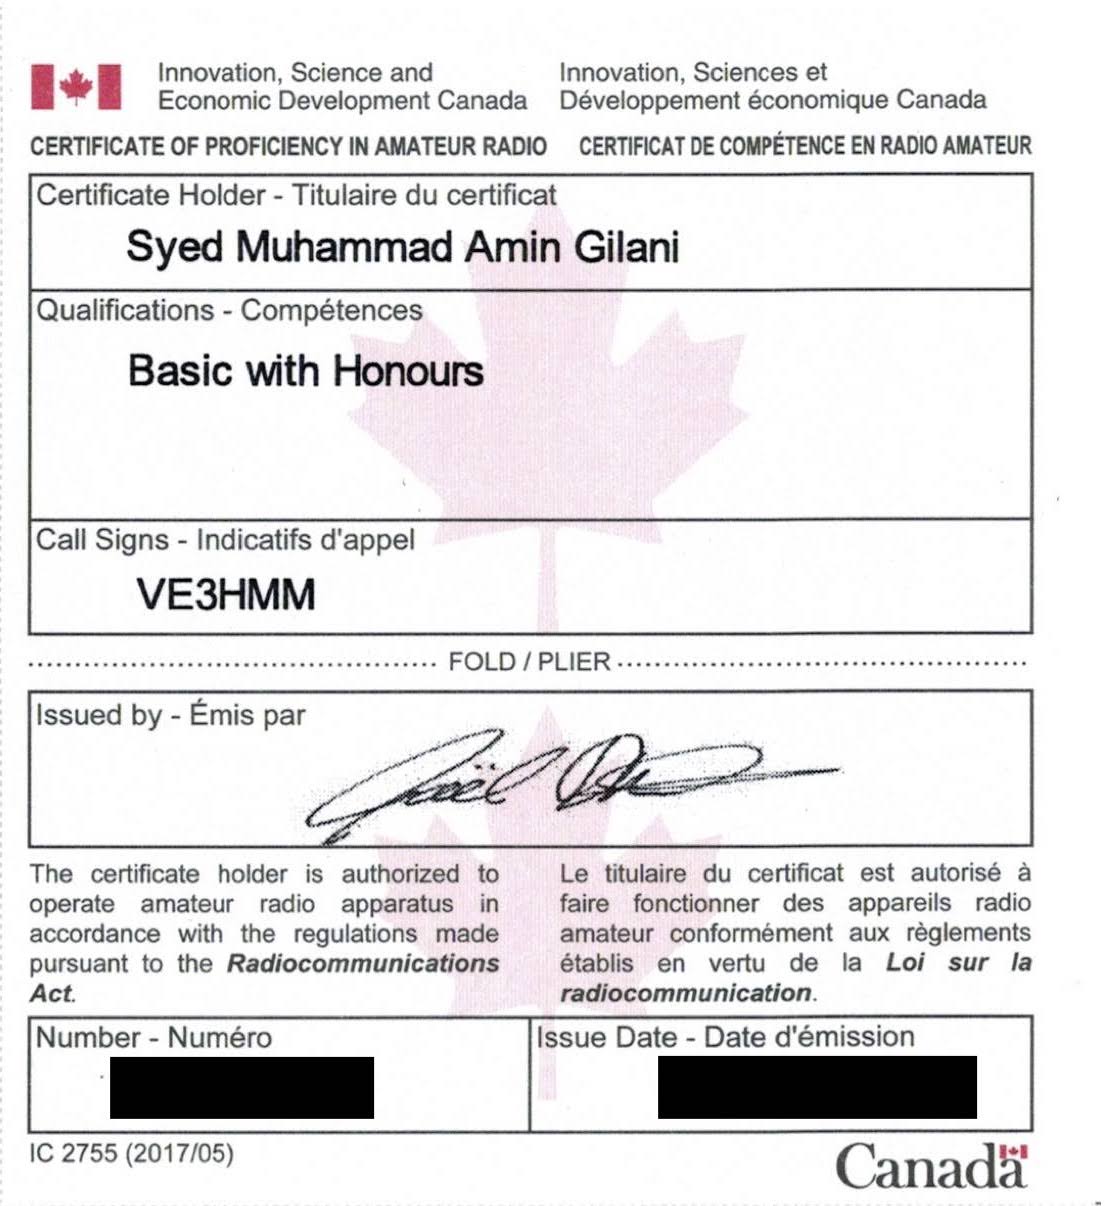 Innovation, Science and
Economic Development Canada
Innovation, Sciences et
Développement économique Canada
CERTIFICATE OF PROFICIENCY IN AMATEUR RADIO
CERTIFICAT DE COMPÉTENCE EN RADIO AMATEUR
Certificate Holder - Titulaire du certificat
Syed Muhammad Amin Gilani
Qualifications - Compétences
Basic with Honours
Call Signs - Indicatifs d'appel
VE3HMM
FOLD / PLIER
Issued by - Émis par
Joël
The certificate holder is authorized to
operate amateur radio apparatus in
accordance with the regulations made
pursuant to the Radiocommunications
Act.
Le titulaire du certificat est autorisé à
faire fonctionner des appareils radio
amateur conformément aux règlements
établis en vertu de la Loi sur la
radiocommunication.
Number - Numéro
Issue Date - Date d'émission
IC 2755 (2017/05)
Canada